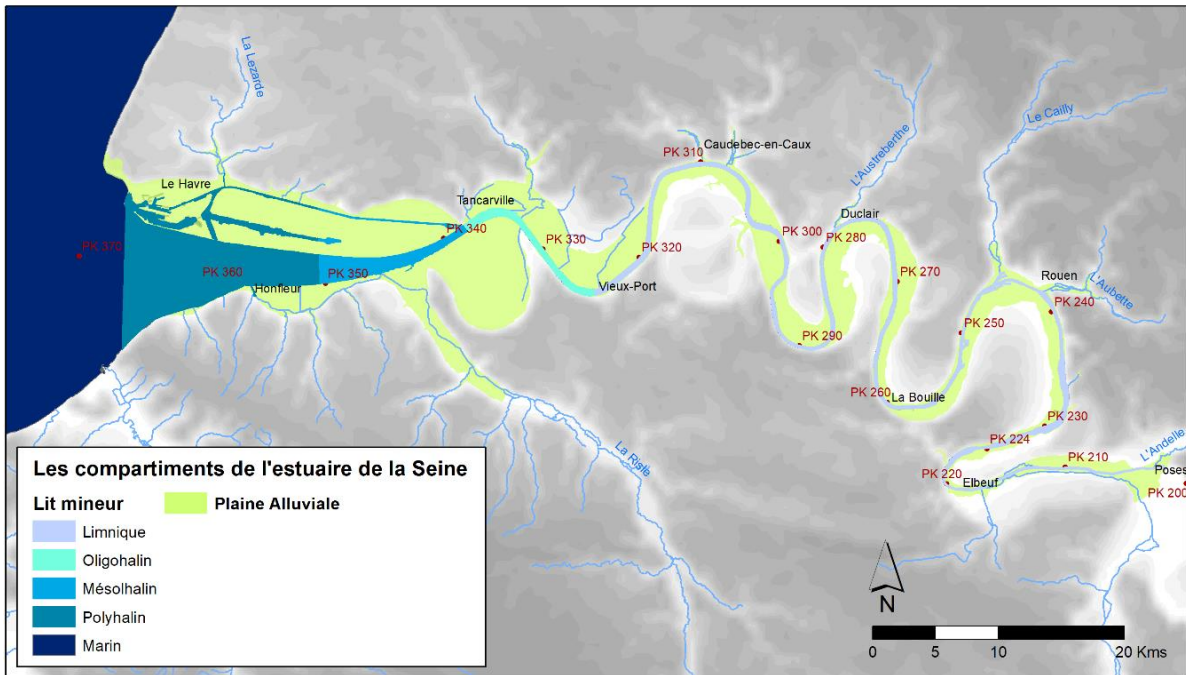 La Lezarde
Le Cailly
Caudebec-en-Caux
PK 310
L'Austreberthe
Le Havre
Tancarville
Duclair
PK 340
PK 330
PK 300
PK 280
PK 370
PK 320
PK 360
PK 350
Honfleur
Vieux-Port
PK 270
Rouen
L'Aubette
PK 240
PK 250
PK 290
PK 260
La Bouille
PK 230
PK 224
La Risle
L'Andelle
PK 210
Poses
PK 220
Elbeuf
PK 200
Les compartiments de l'estuaire de la Seine
Lit mineur
Plaine Alluviale
Limnique
Oligohalin
Mésolhalin
Polyhalin
Marin
N
0 5 10 20 Kms